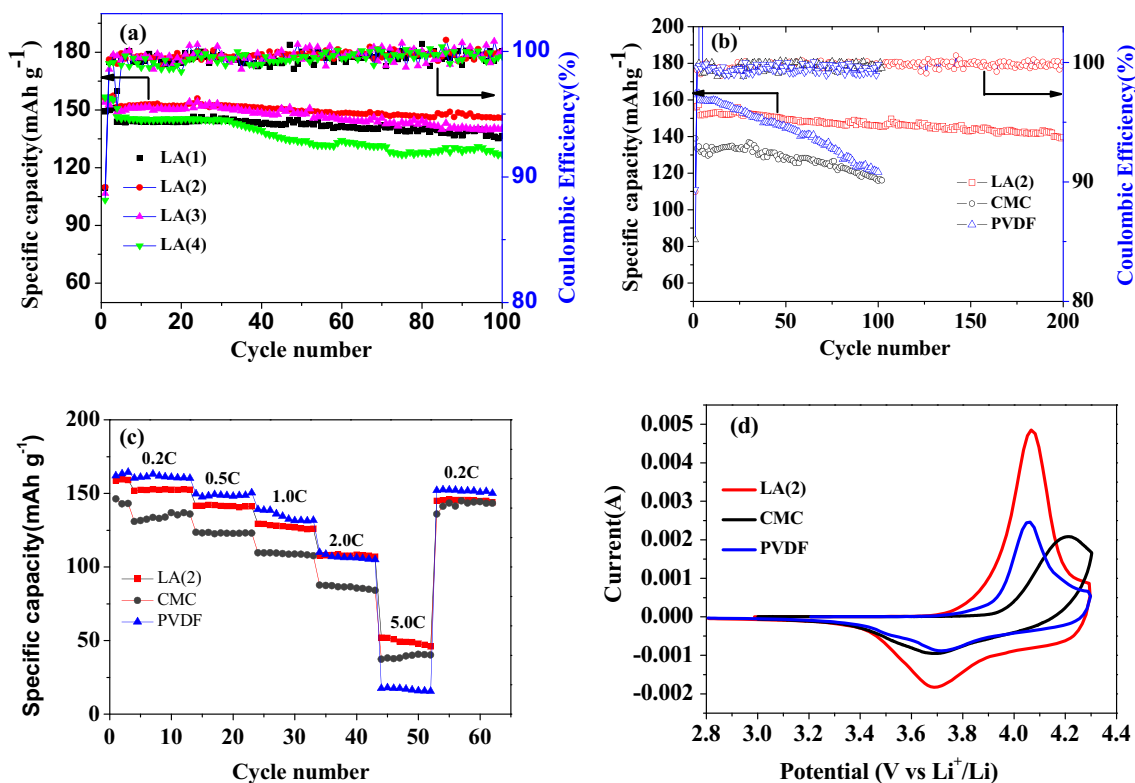 (a)
Specific capacity(mAh g-1)
180
150
120
90
60
LA(1)
LA(2)
LA(3)
LA(4)
100
90
80
Coulombic Efficiency(%)
0 20 40 60 80 100
Cycle number
(b)
Specific capacity(mAhg-1)
200
180
160
140
120
100
80
60
LA(2)
CMC
PVDF
100
90
80
Coulombic Efficiency(%)
0 50 100 150 200
Cycle number
(c)
Specific capacity(mAh g-1)
200
150
100
50
0
0.2C
0.5C
1.0C
2.0C
5.0C
0.2C
LA(2)
CMC
PVDF
0 10 20 30 40 50 60
Cycle number
(d)
Current(A)
0.005
0.004
0.003
0.002
0.001
0.000
-0.001
-0.002
LA(2)
CMC
PVDF
2.8 3.0 3.2 3.4 3.6 3.8 4.0 4.2 4.4
Potential (V vs Li+/Li)